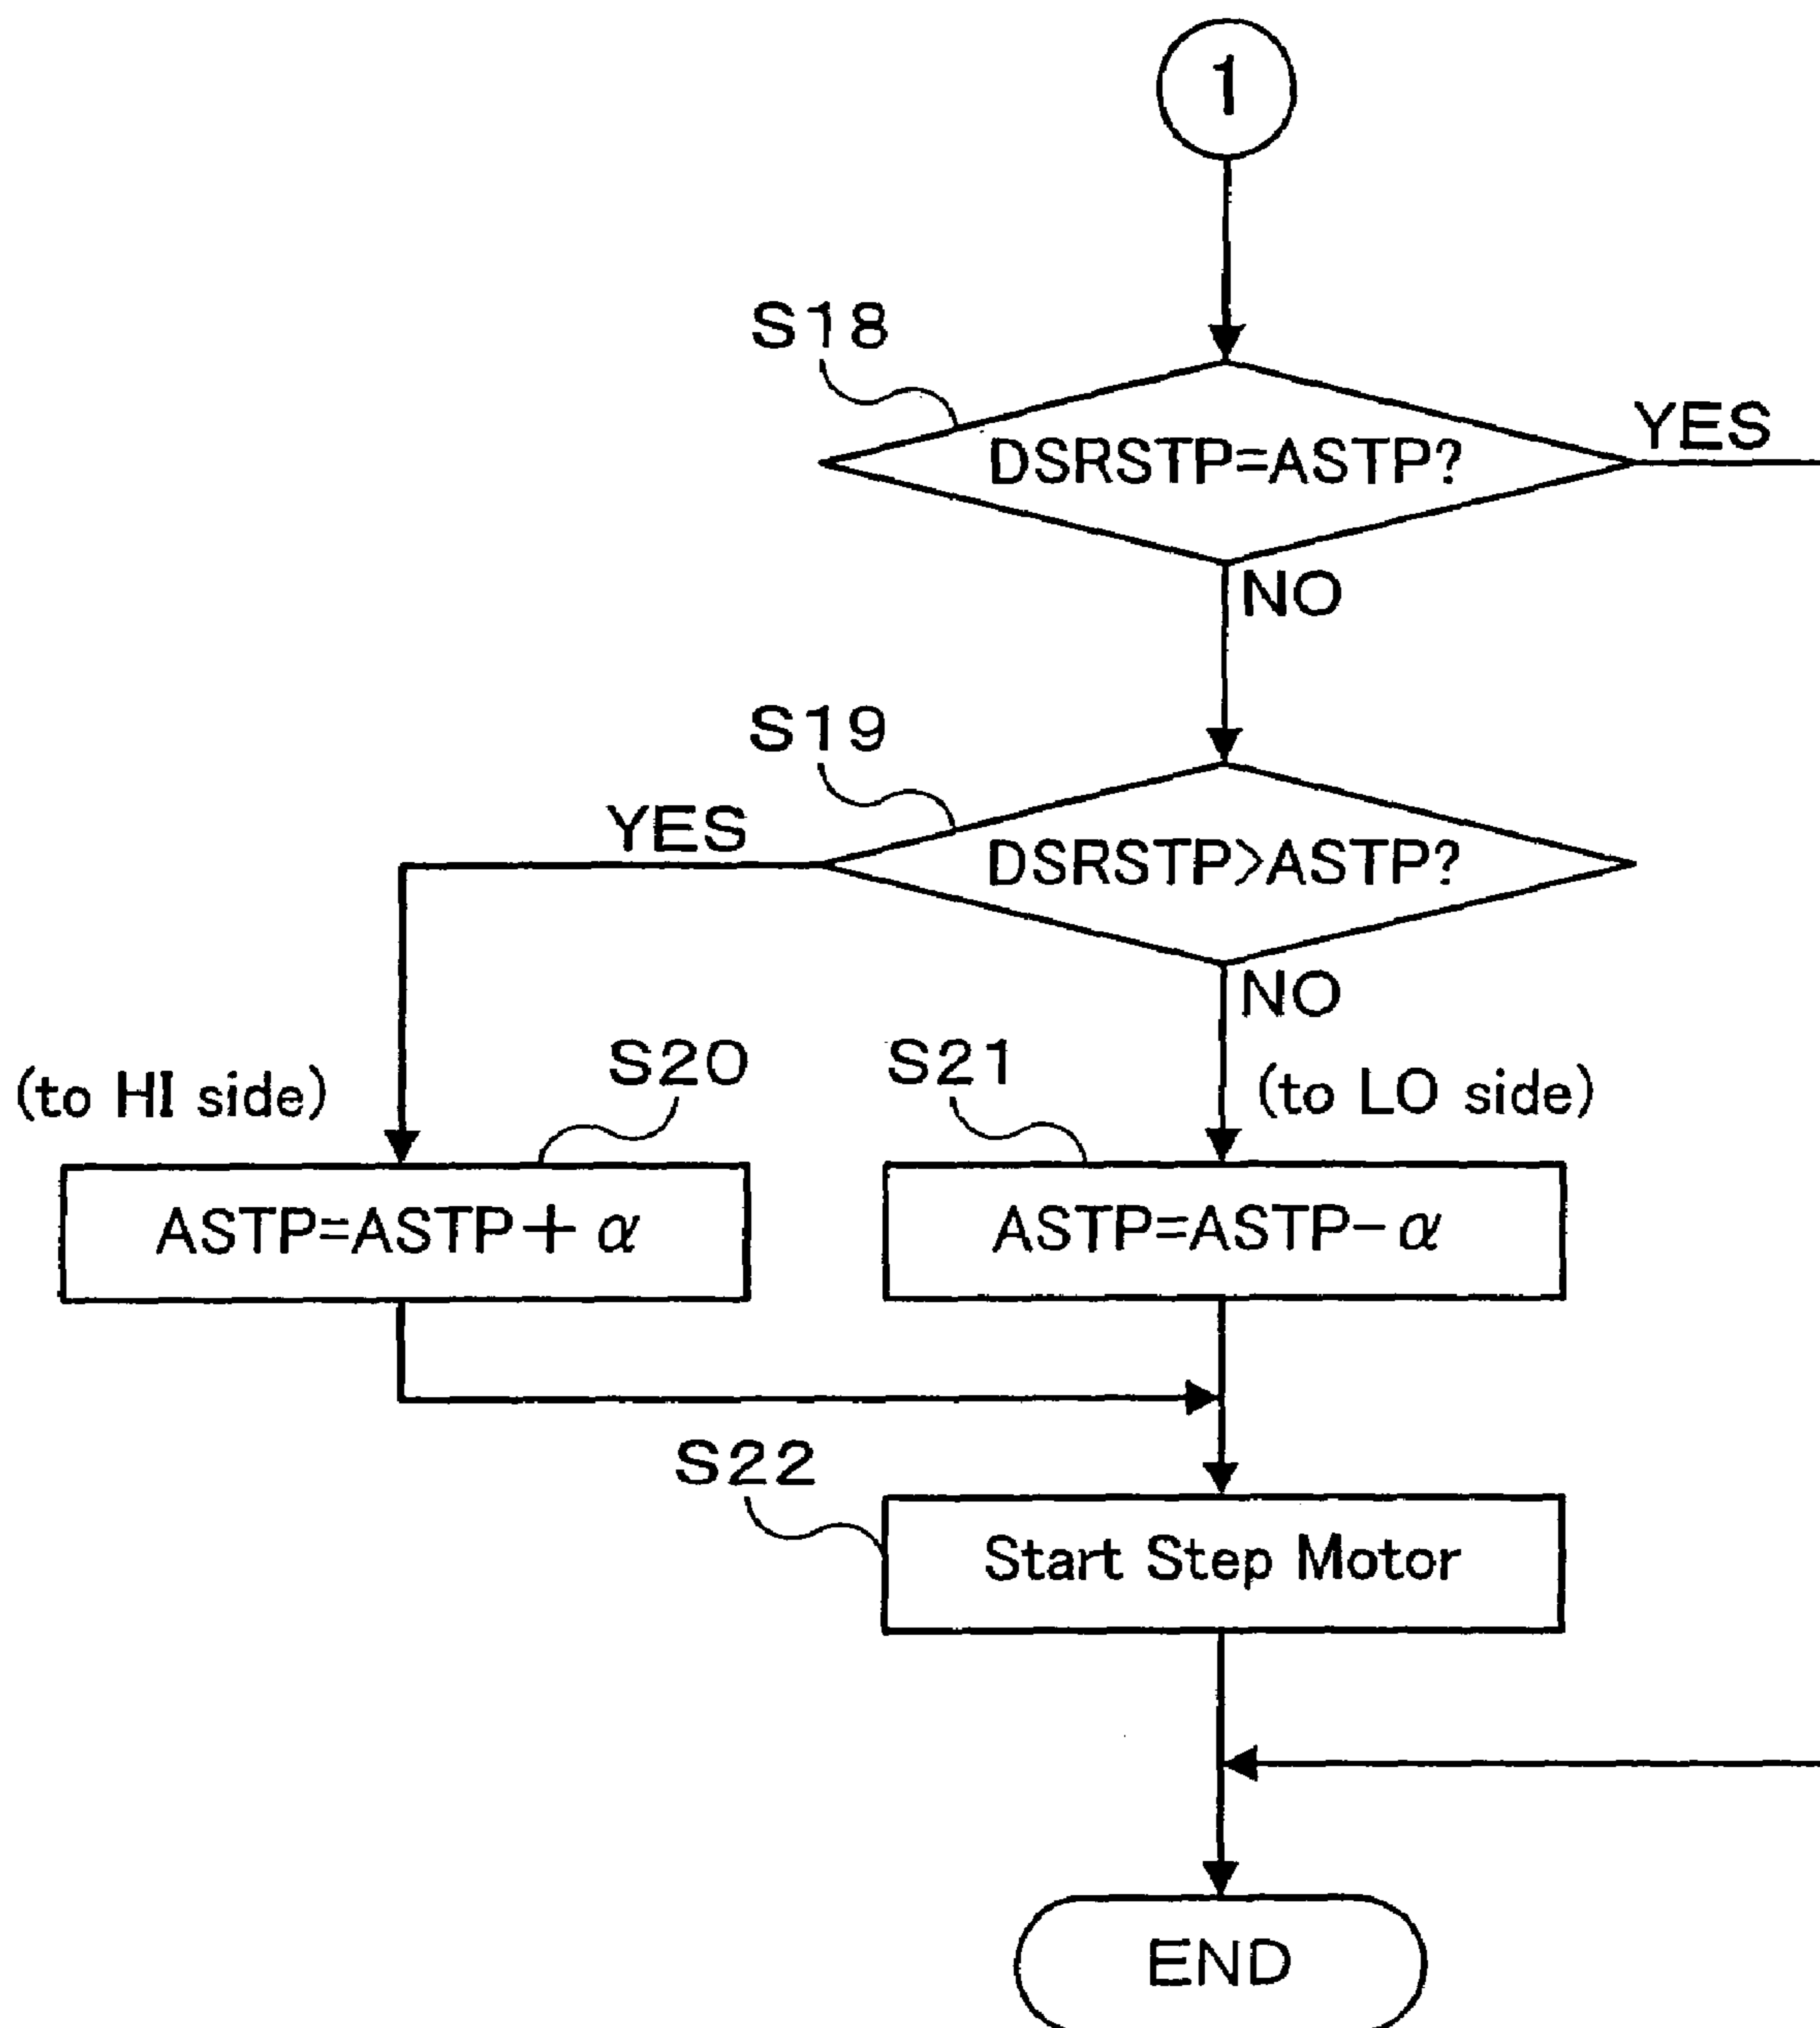 1
S18
DSRSTP=ASTP?
YES
NO
S19
YES
DSRSTP>ASTP?
NO
(to HI side)
S20
S21
(to LO side)
ASTP=ASTP+α
ASTP=ASTP-α
S22
Start Step Motor
END